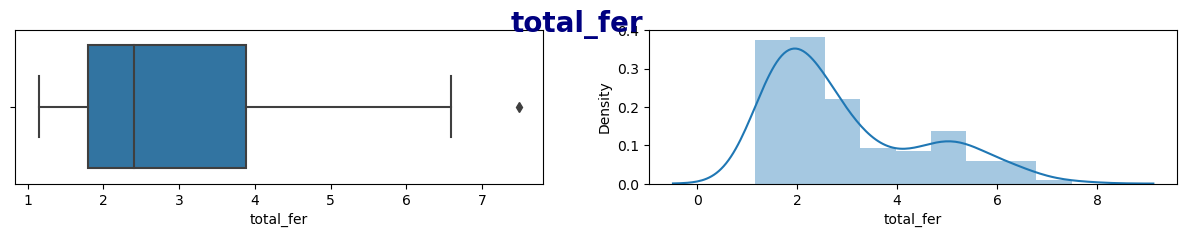 total_fer
1 2 3 4 5 6 7
total_fer
Density
0.4
0.3
0.2
0.1
0.0
0 2 4 6 8
total_fer